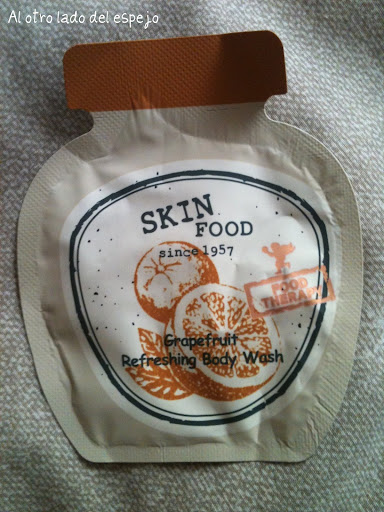 Al otro lado del espejo
SKIN
FOOD
since 1957
FOOD
THERAPY
Grapefruit
Refreshing Body Wash